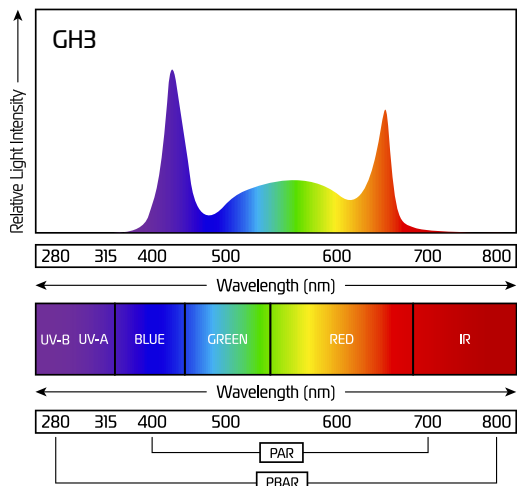 GH3
Relative Light Intensity
280 315 400 500 600 700 800
Wavelength (nm)
UV-B UV-A BLUE GREEN RED IR
Wavelength (nm)
280 315 400 500 600 700 800
PAR
PBAR